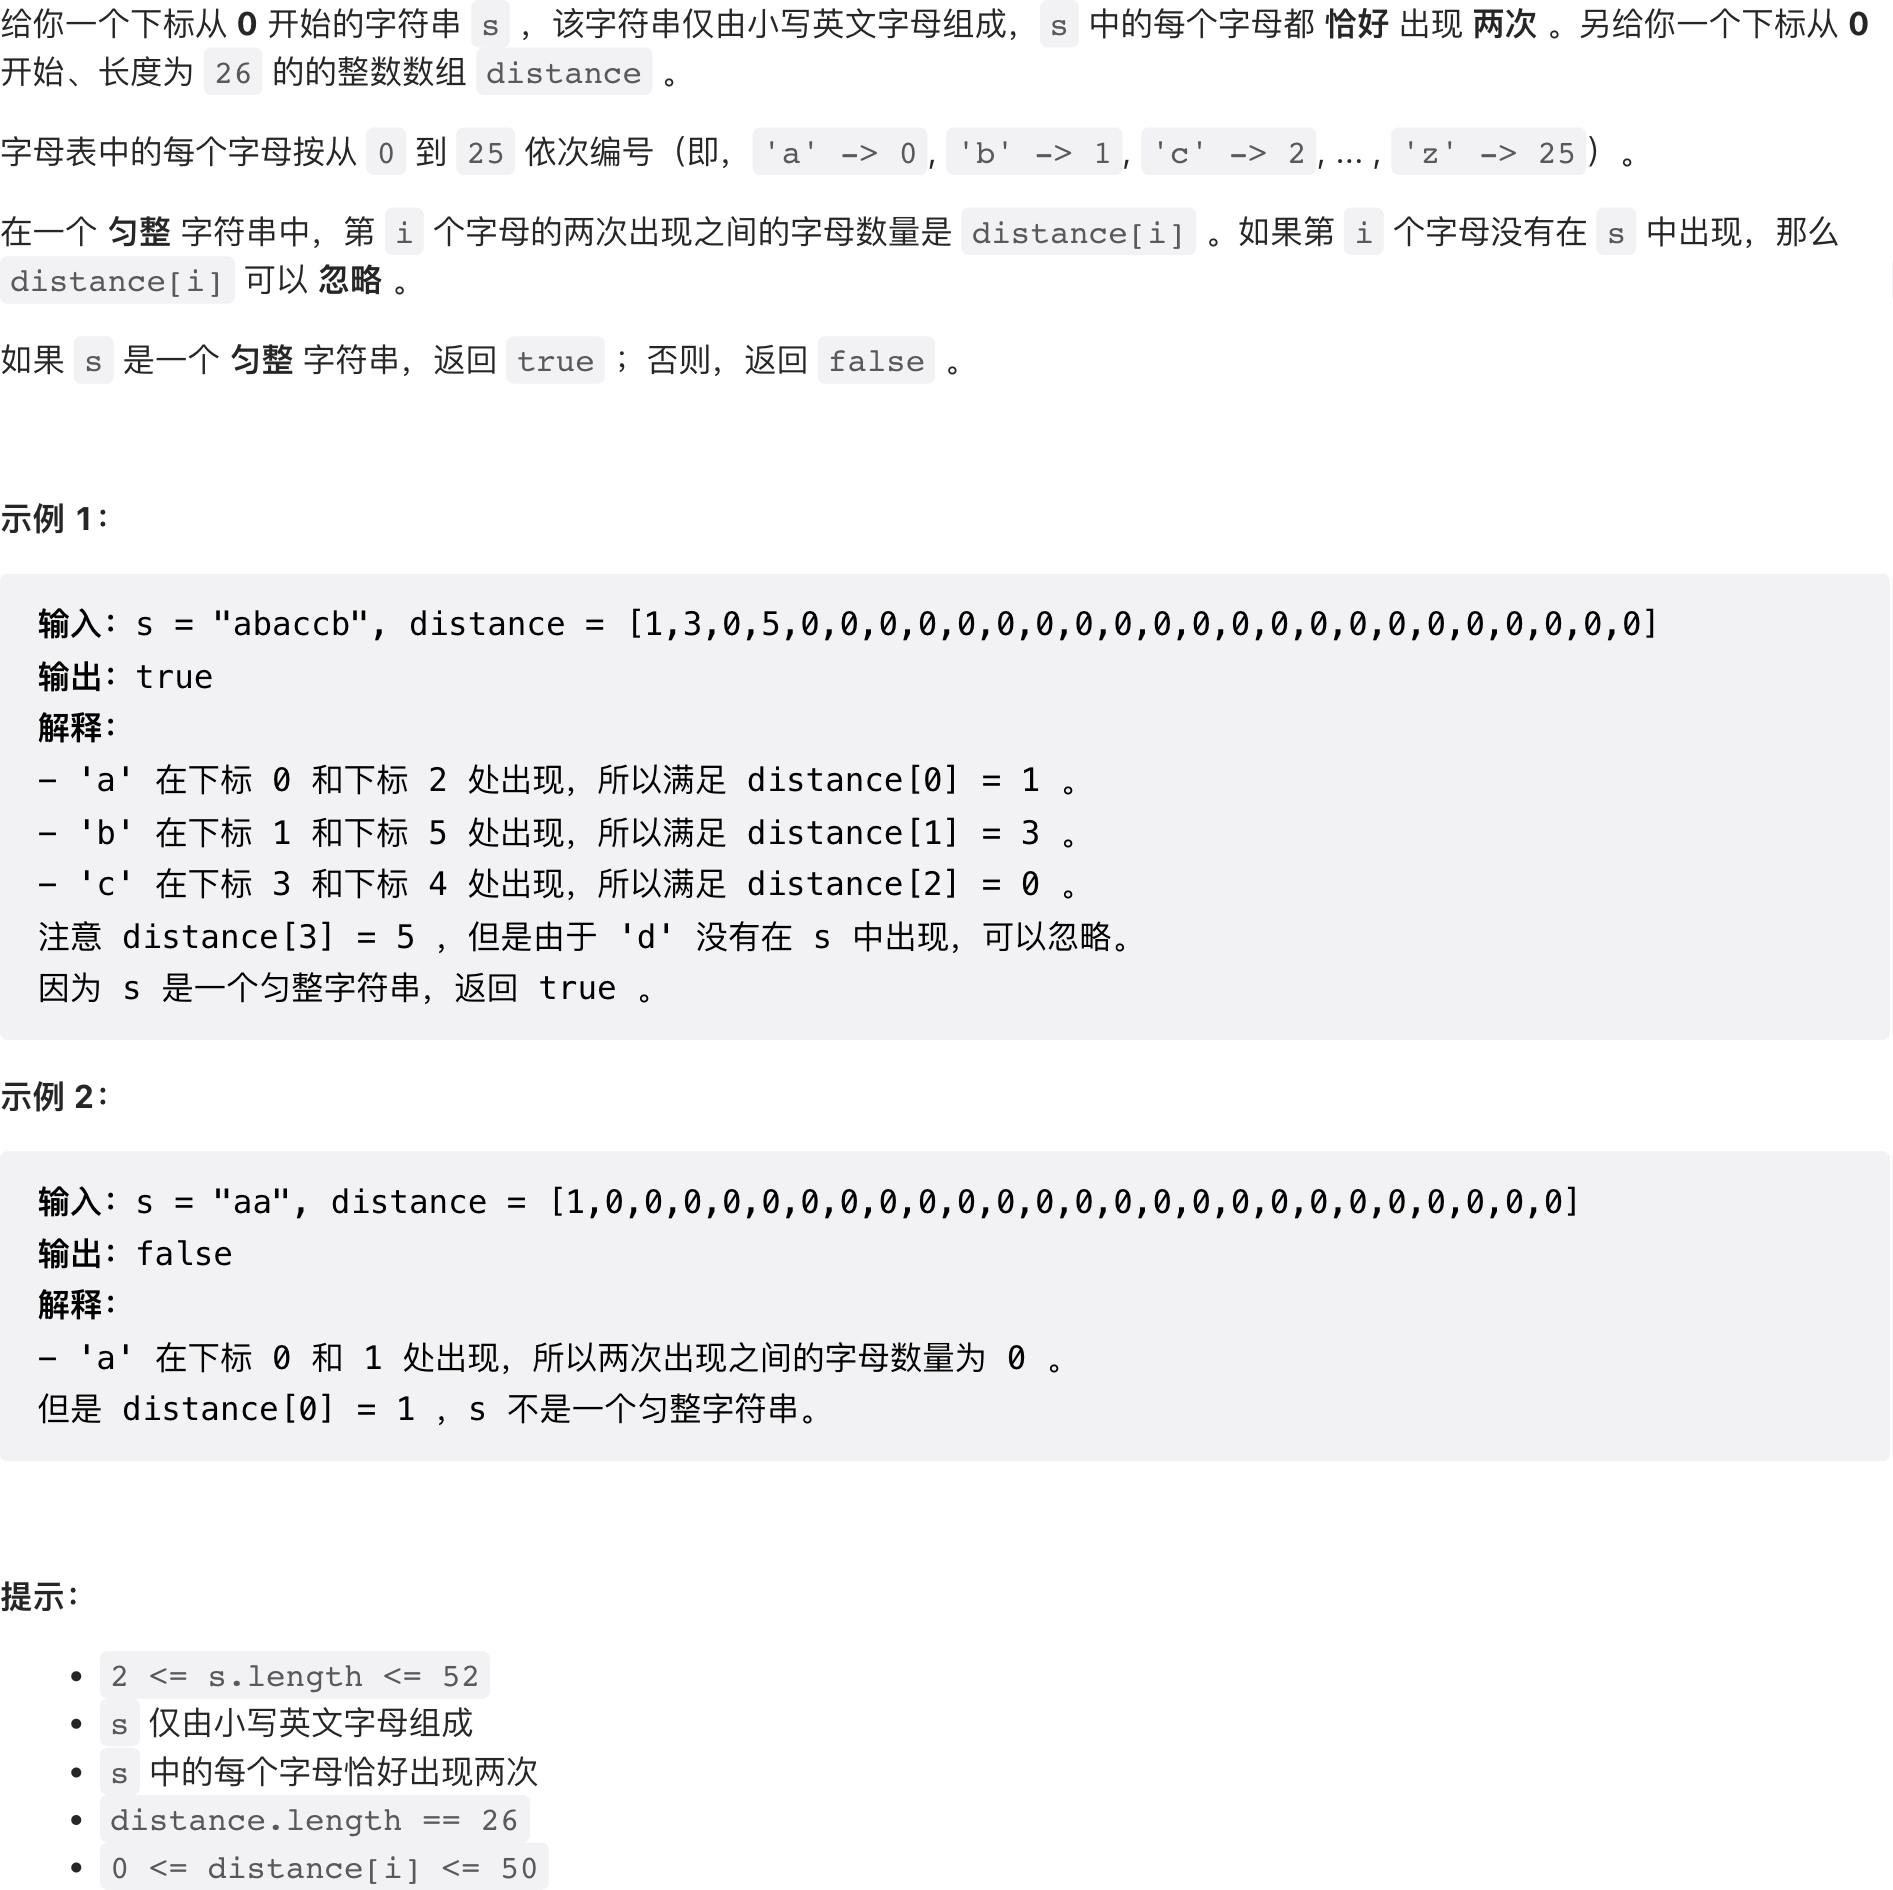 给你一个下标从 0 开始的字符串 s ，该字符串仅由小写英文字母组成，s 中的每个字母都 恰好 出现 两次 。另给你一个下标从 0
开始、长度为 26 的的整数数组 distance 。
字母表中的每个字母按从 0 到 25 依次编号（即，'a' -> 0, 'b' -> 1, 'c' -> 2, ... , 'z' -> 25）。
在一个 匀整 字符串中，第 i 个字母的两次出现之间的字母数量是 distance[i] 。如果第 i 个字母没有在 s 中出现，那么
distance[i] 可以 忽略 。
如果 s 是一个 匀整 字符串，返回 true ；否则，返回 false 。
示例 1：
输入：s = "abaccb", distance = [1,3,0,5,0,0,0,0,0,0,0,0,0,0,0,0,0,0,0,0,0,0,0,0,0,0]
输出：true
解释：
- 'a' 在下标 0 和下标 2 处出现，所以满足 distance[0] = 1 。
- 'b' 在下标 1 和下标 5 处出现，所以满足 distance[1] = 3 。
- 'c' 在下标 3 和下标 4 处出现，所以满足 distance[2] = 0 。
注意 distance[3] = 5 ，但是由于 'd' 没有在 s 中出现，可以忽略。
因为 s 是一个匀整字符串，返回 true 。
示例 2：
输入：s = "aa", distance = [1,0,0,0,0,0,0,0,0,0,0,0,0,0,0,0,0,0,0,0,0,0,0,0,0,0]
输出：false
解释：
- 'a' 在下标 0 和 1 处出现，所以两次出现之间的字母数量为 0 。
但是 distance[0] = 1 ，s 不是一个匀整字符串。
提示：
• 2 <= s.length <= 52
• s 仅由小写英文字母组成
• s 中的每个字母恰好出现两次
• distance.length == 26
• 0 <= distance[i] <= 50